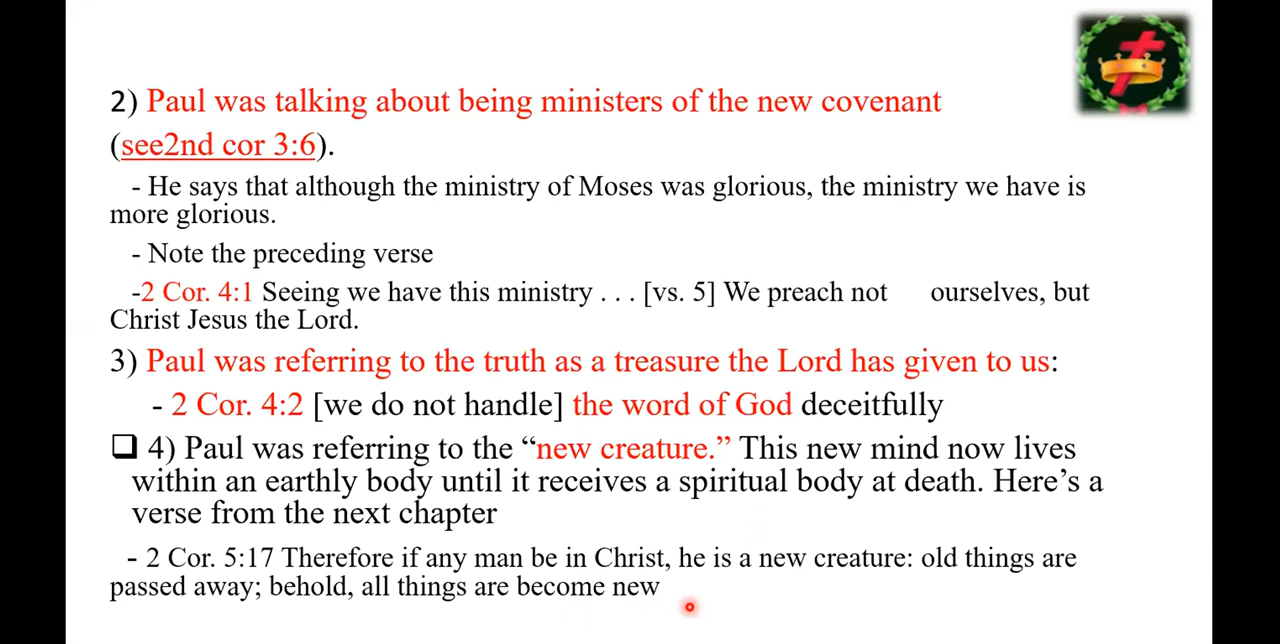 2) Paul was talking about being ministers of the new covenant
(see2nd cor 3:6).
- He says that although the ministry of Moses was glorious, the ministry we have is
more glorious.
- Note the preceding verse
-2 Cor. 4:1 Seeing we have this ministry . . . [vs. 5] We preach not ourselves, but
Christ Jesus the Lord.
3) Paul was referring to the truth as a treasure the Lord has given to us:
- 2 Cor. 4:2 [we do not handle] the word of God deceitfully
❑ 4) Paul was referring to the “new creature.” This new mind now lives
within an earthly body until it receives a spiritual body at death. Here’s a
verse from the next chapter
- 2 Cor. 5:17 Therefore if any man be in Christ, he is a new creature: old things are
passed away; behold, all things are become new